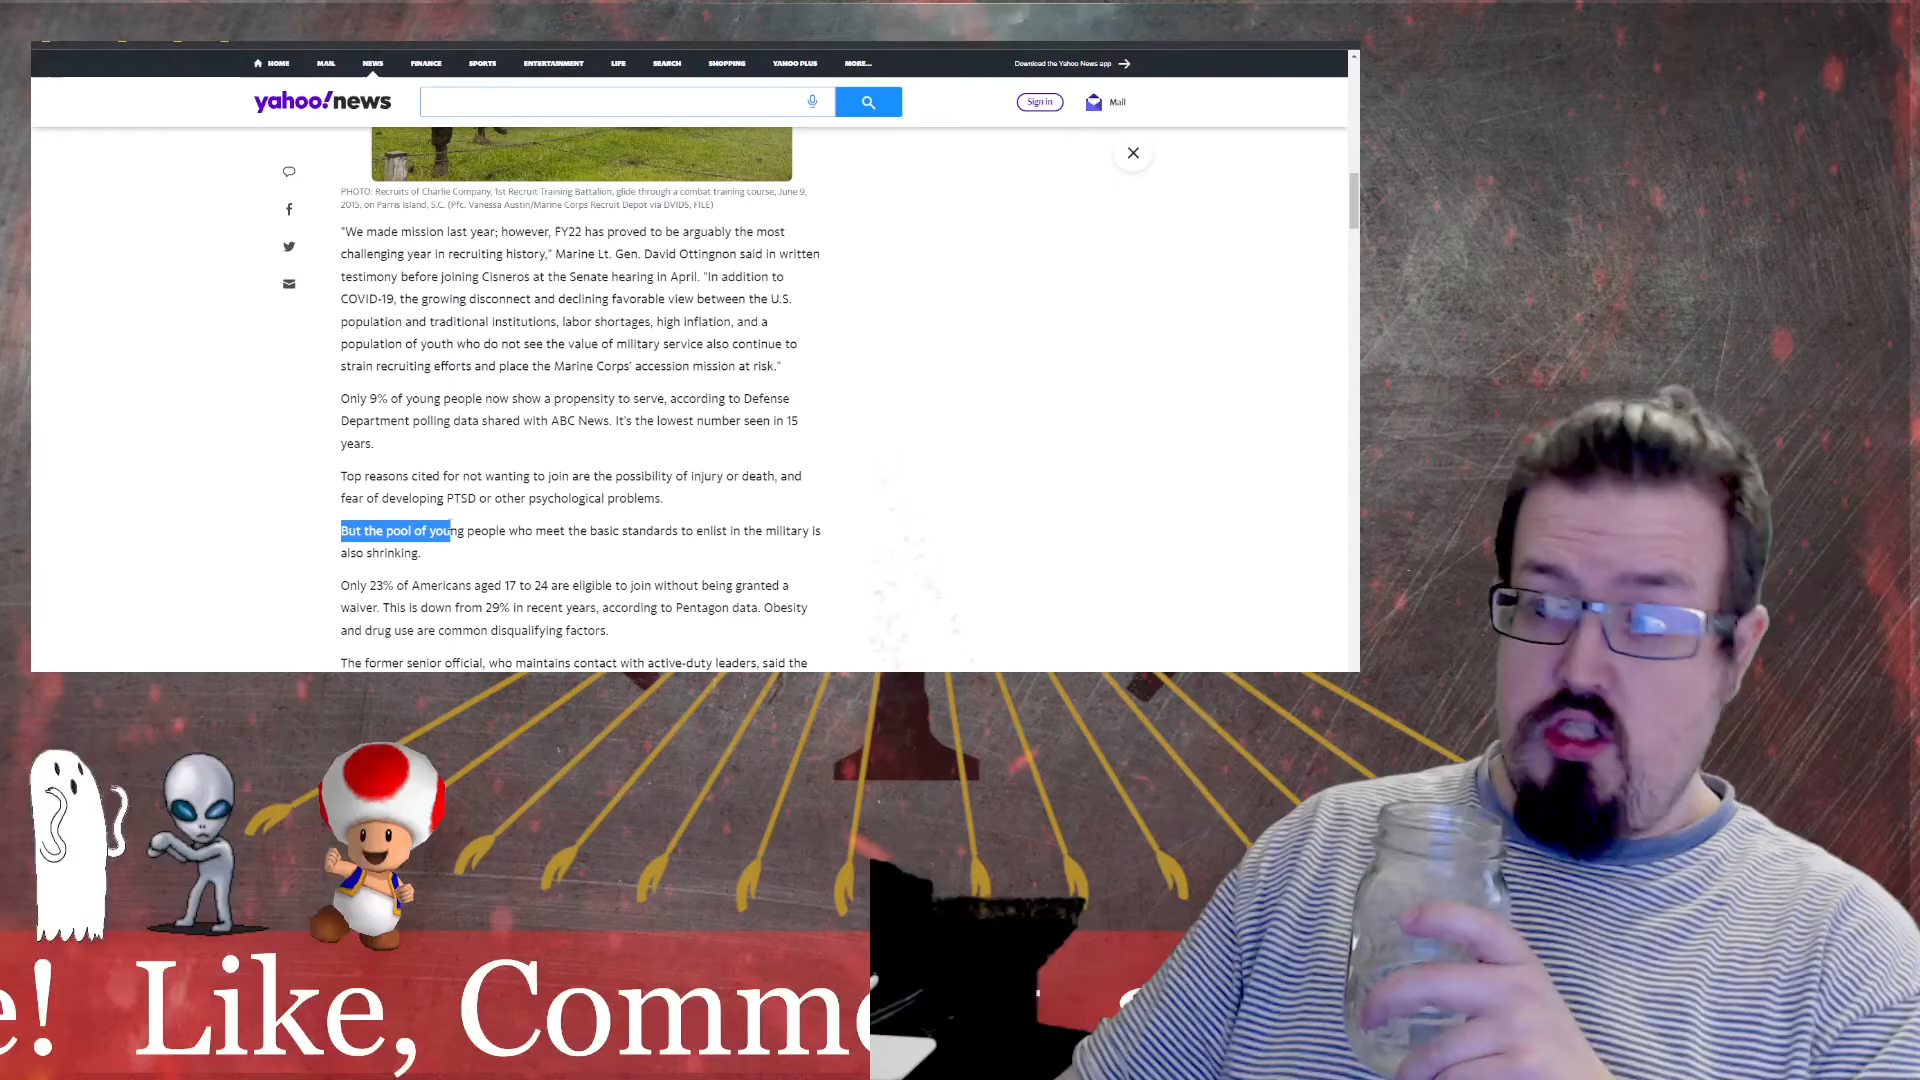 HOME MAIL NEWS FINANCE SPORTS ENTERTAINMENT LIFE SEARCH SHOPPING YAHOO PLUS MORE... Download the Yahoo News app
yahoo!news
Sign in
Mail
PHOTO: Recruits of Charlie Company, 1st Recruit Training Battalion, glide through a combat training course, June 9,
2015, on Parris Island, S.C. (Pfc. Vanessa Austin/Marine Corps Recruit Depot via DVIDS, FILE)
"We made mission last year; however, FY22 has proved to be arguably the most
challenging year in recruiting history," Marine Lt. Gen. David Ottingnon said in written
testimony before joining Cisneros at the Senate hearing in April. "In addition to
COVID-19, the growing disconnect and declining favorable view between the U.S.
population and traditional institutions, labor shortages, high inflation, and a
population of youth who do not see the value of military service also continue to
strain recruiting efforts and place the Marine Corps' accession mission at risk."
Only 9% of young people now show a propensity to serve, according to Defense
Department polling data shared with ABC News. It's the lowest number seen in 15
years.
Top reasons cited for not wanting to join are the possibility of injury or death, and
fear of developing PTSD or other psychological problems.
But the pool of young people who meet the basic standards to enlist in the military is
also shrinking.
Only 23% of Americans aged 17 to 24 are eligible to join without being granted a
waiver. This is down from 29% in recent years, according to Pentagon data. Obesity
and drug use are common disqualifying factors.
The former senior official, who maintains contact with active-duty leaders, said the
e! Like, Comme